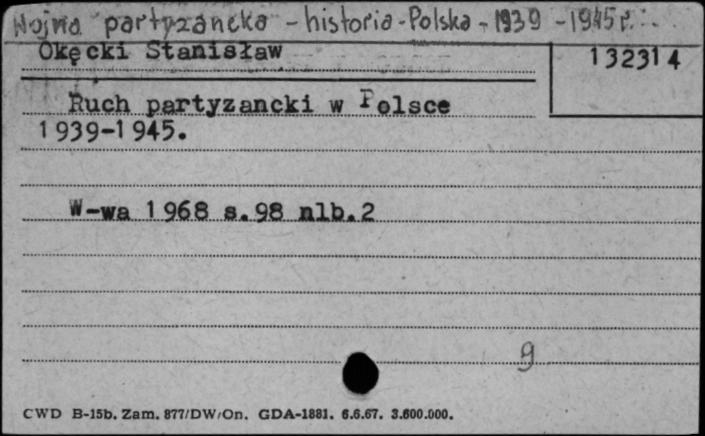 Wojna partyzancka - historia - Polska - 1939 - 1945 r.
Okęcki Stanisław
132314
Ruch partyzancki w Polsce
1939-1945.
W-wa 1968 s.98 nlb.2
9
CWD B-15b. Zam. 877/DW/On. GDA-1881. 6.6.67. 3.600.000.